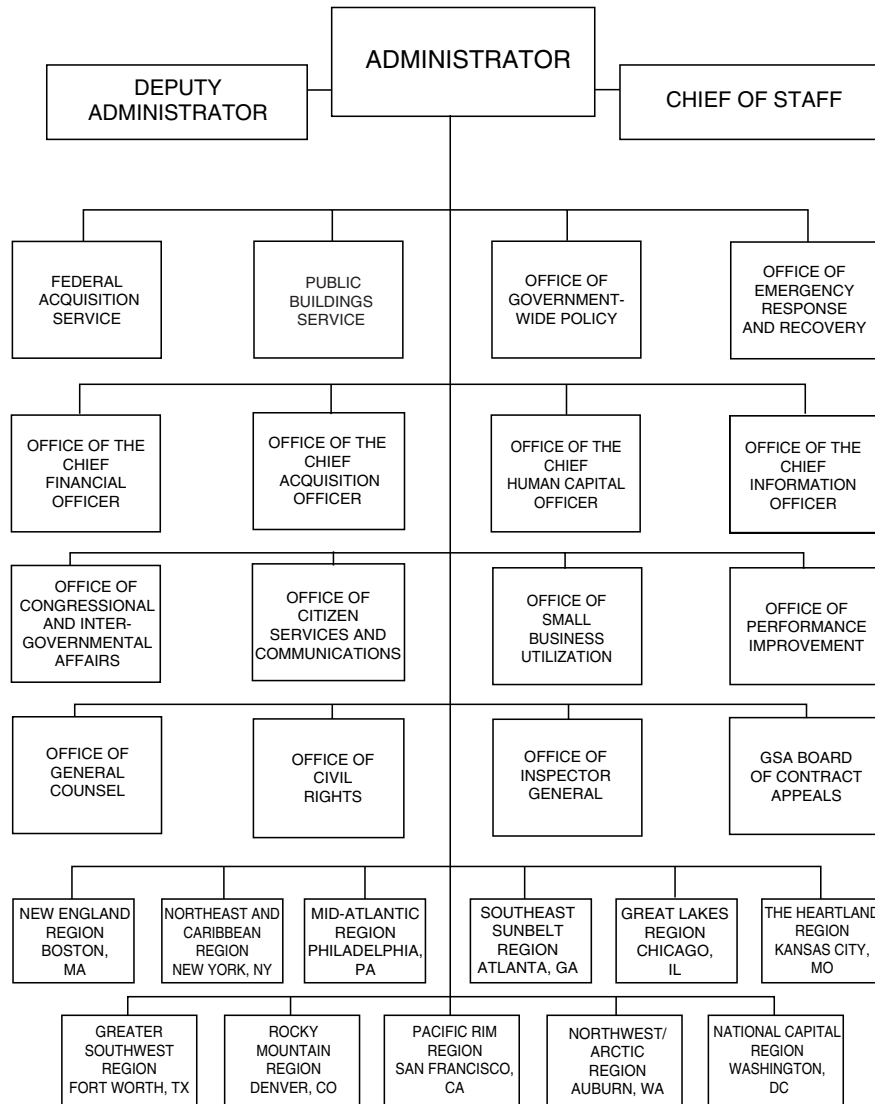 ADMINISTRATOR
DEPUTY
ADMINISTRATOR
CHIEF OF STAFF
FEDERAL
ACQUISITION
SERVICE
PUBLIC
BUILDINGS
SERVICE
OFFICE OF
GOVERNMENT-
WIDE POLICY
OFFICE OF
EMERGENCY
RESPONSE
AND RECOVERY
OFFICE OF THE
CHIEF
FINANCIAL
OFFICER
OFFICE OF THE
CHIEF
ACQUISITION
OFFICER
OFFICE OF THE
CHIEF
HUMAN CAPITAL
OFFICER
OFFICE OF THE
CHIEF
INFORMATION
OFFICER
OFFICE OF
CONGRESSIONAL
AND INTER-
GOVERNMENTAL
AFFAIRS
OFFICE OF
CITIZEN
SERVICES AND
COMMUNICATIONS
OFFICE OF
SMALL
BUSINESS
UTILIZATION
OFFICE OF
PERFORMANCE
IMPROVEMENT
OFFICE OF
GENERAL
COUNSEL
OFFICE OF
CIVIL
RIGHTS
OFFICE OF
INSPECTOR
GENERAL
GSA BOARD
OF CONTRACT
APPEALS
NEW ENGLAND
REGION
BOSTON,
MA
NORTHEAST AND
CARIBBEAN
REGION
NEW YORK, NY
MID-ATLANTIC
REGION
PHILADELPHIA,
PA
SOUTHEAST
SUNBELT
REGION
ATLANTA, GA
GREAT LAKES
REGION
CHICAGO,
IL
THE HEARTLAND
REGION
KANSAS CITY,
MO
GREATER
SOUTHWEST
REGION
FORT WORTH, TX
ROCKY
MOUNTAIN
REGION
DENVER, CO
PACIFIC RIM
REGION
SAN FRANCISCO,
CA
NORTHWEST/
ARCTIC
REGION
AUBURN, WA
NATIONAL CAPITAL
REGION
WASHINGTON,
DC